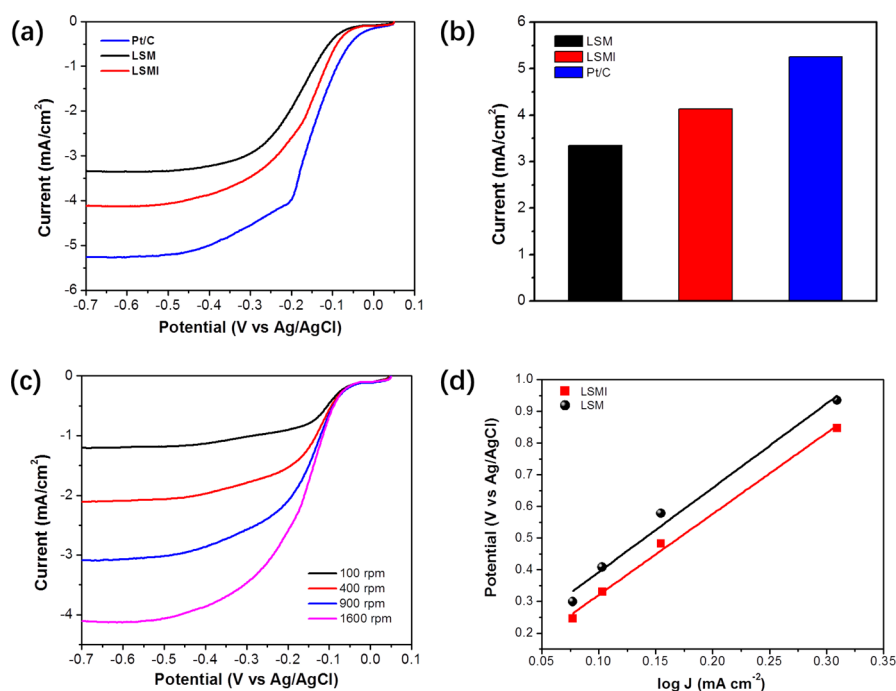 (a)
Pt/C
LSM
LSMI
0
-1
-2
-3
-4
-5
-6
Current (mA/cm²)
-0.7 -0.6 -0.5 -0.4 -0.3 -0.2 -0.1 0.0 0.1
Potential (V vs Ag/AgCl)
(b)
LSM
LSMI
Pt/C
6
5
4
3
2
1
0
Current (mA/cm²)
(c)
0
-1
-2
-3
-4
Current (mA/cm²)
100 rpm
400 rpm
900 rpm
1600 rpm
-0.7 -0.6 -0.5 -0.4 -0.3 -0.2 -0.1 0.0 0.1
Potential (V vs Ag/AgCl)
(d)
LSMI
LSM
1.0
0.9
0.8
0.7
0.6
0.5
0.4
0.3
0.2
Potential (V vs Ag/AgCl)
0.05 0.10 0.15 0.20 0.25 0.30 0.35
log J (mA cm⁻²)